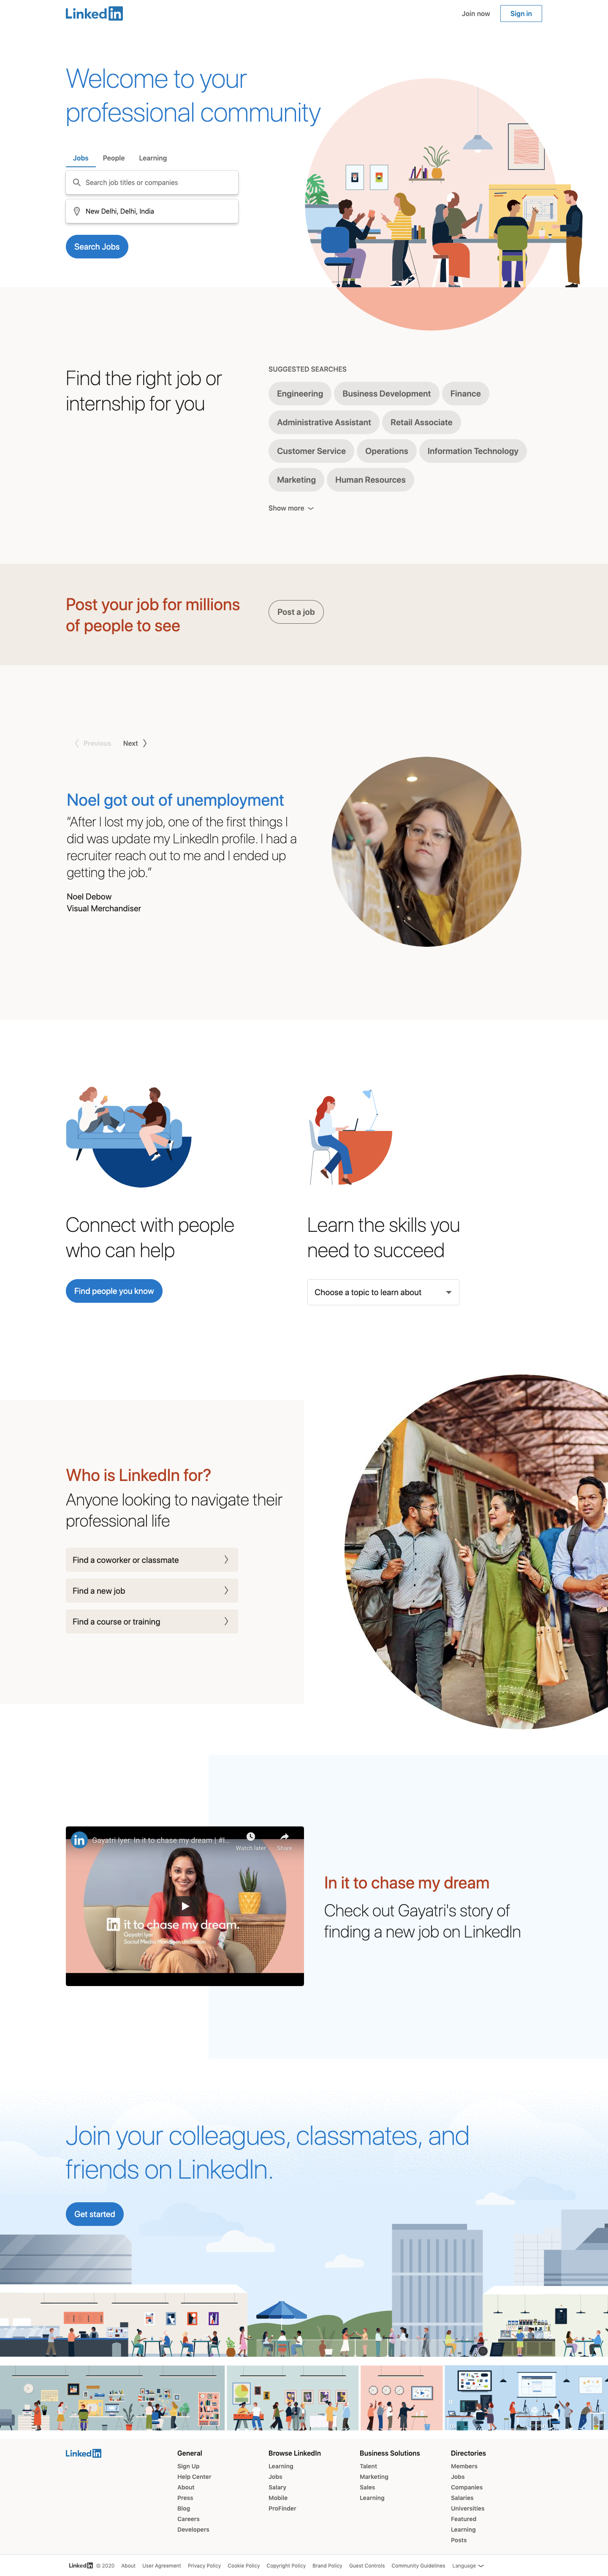 LinkedIn
Join now
Sign in
Welcome to your
professional community
Jobs People Learning
Search job titles or companies
New Delhi, Delhi, India
Search Jobs
Find the right job or
internship for you
SUGGESTED SEARCHES
Engineering Business Development Finance
Administrative Assistant Retail Associate
Customer Service Operations Information Technology
Marketing Human Resources
Show more
Post your job for millions
of people to see
Post a job
Previous Next
Noel got out of unemployment
“After I lost my job, one of the first things I
did was update my LinkedIn profile. I had a
recruiter reach out to me and I ended up
getting the job.”
Noel Debow
Visual Merchandiser
Connect with people
who can help
Find people you know
Learn the skills you
need to succeed
Choose a topic to learn about
Who is LinkedIn for?
Anyone looking to navigate their
professional life
Find a coworker or classmate
Find a new job
Find a course or training
in
Gayatri Iyer: In it to chase my dream | #I...
Watch later
Share
in it to chase my dream.
Gayatri Iyer
In it to chase my dream
Check out Gayatri's story of
finding a new job on LinkedIn
Join your colleagues, classmates, and
friends on LinkedIn.
Get started
LinkedIn
General
Sign Up
Help Center
About
Press
Blog
Careers
Developers
Browse LinkedIn
Learning
Jobs
Salary
Mobile
ProFinder
Business Solutions
Talent
Marketing
Sales
Learning
Directories
Members
Jobs
Companies
Salaries
Universities
Featured
Learning
Posts
LinkedIn © 2020 About User Agreement Privacy Policy Cookie Policy Copyright Policy Brand Policy Guest Controls Community Guidelines Language